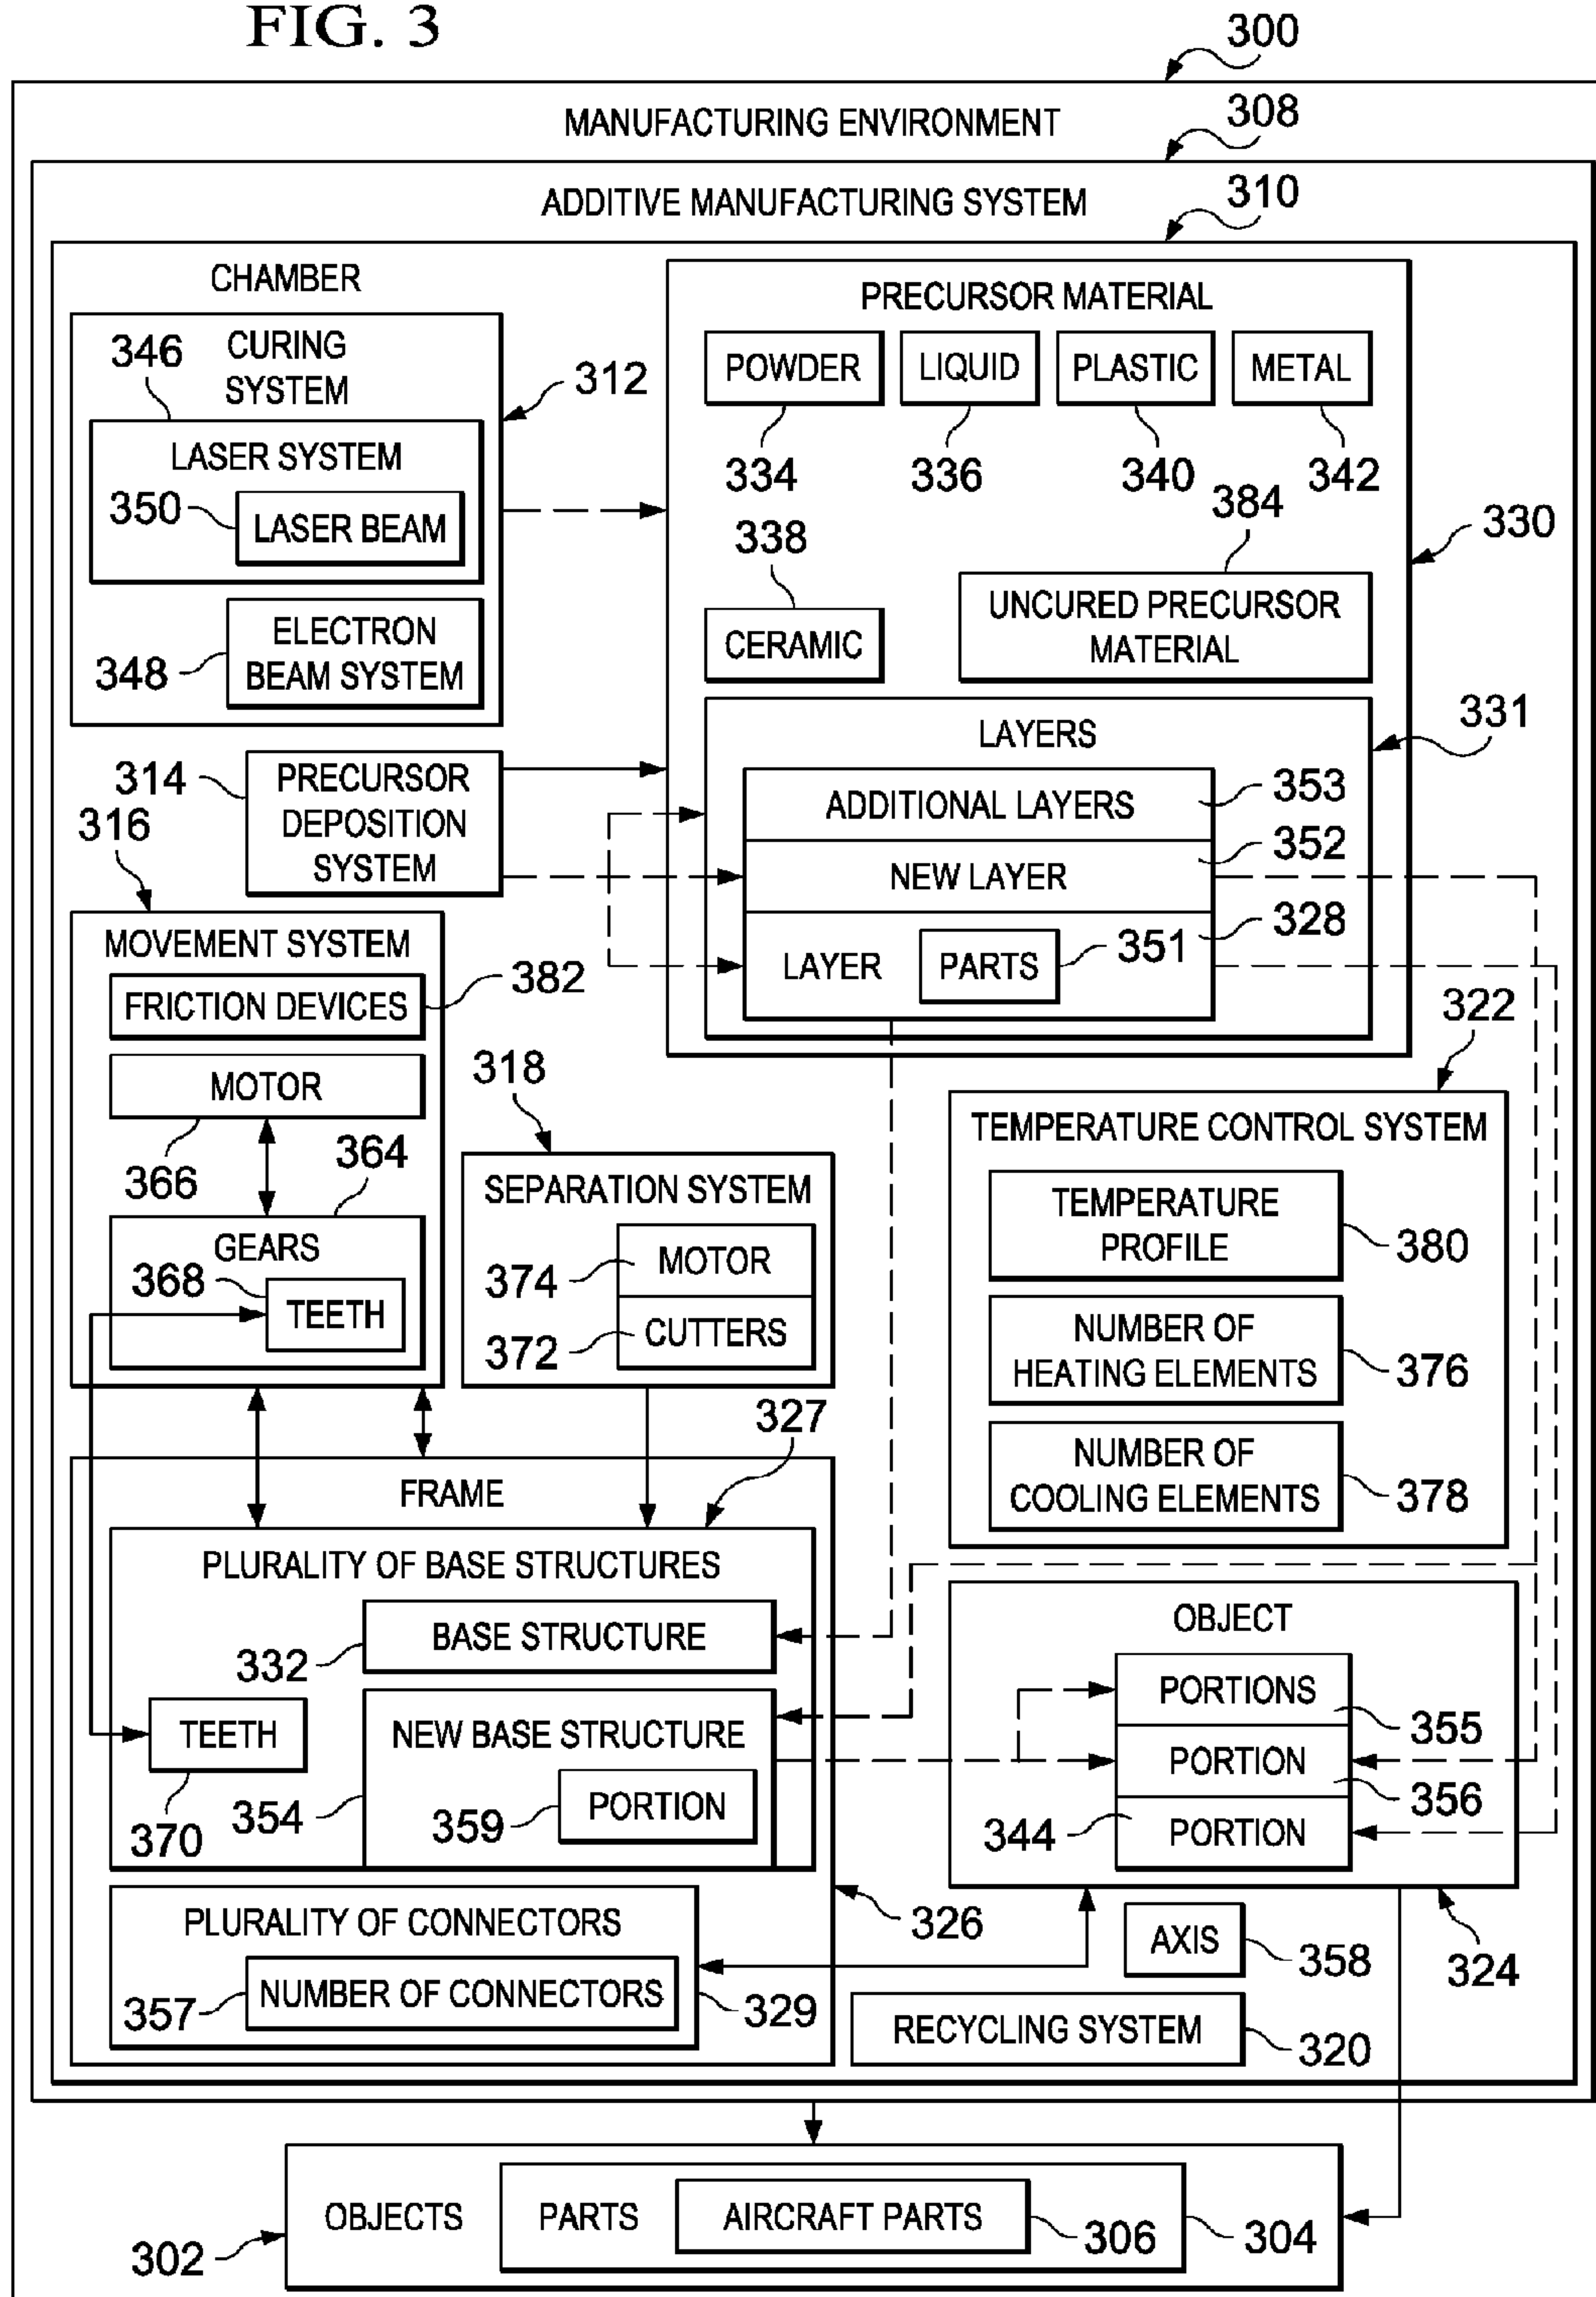 FIG. 3
300
MANUFACTURING ENVIRONMENT
308
ADDITIVE MANUFACTURING SYSTEM
310
CHAMBER
346
CURING
SYSTEM
312
LASER SYSTEM
350
LASER BEAM
348
ELECTRON
BEAM SYSTEM
PRECURSOR MATERIAL
POWDER
LIQUID
PLASTIC
METAL
334
336
340
342
338
384
330
CERAMIC
UNCURED PRECURSOR
MATERIAL
LAYERS
331
ADDITIONAL LAYERS
353
NEW LAYER
352
LAYER
PARTS
351
328
314
PRECURSOR
DEPOSITION
SYSTEM
316
MOVEMENT SYSTEM
FRICTION DEVICES
382
MOTOR
366
364
GEARS
368
TEETH
318
SEPARATION SYSTEM
374
MOTOR
372
CUTTERS
322
TEMPERATURE CONTROL SYSTEM
TEMPERATURE
PROFILE
380
NUMBER OF
HEATING ELEMENTS
376
NUMBER OF
COOLING ELEMENTS
378
327
FRAME
PLURALITY OF BASE STRUCTURES
332
BASE STRUCTURE
TEETH
370
354
NEW BASE STRUCTURE
359
PORTION
326
PLURALITY OF CONNECTORS
357
NUMBER OF CONNECTORS
329
OBJECT
PORTIONS
355
PORTION
356
344
PORTION
324
AXIS
358
RECYCLING SYSTEM
320
302
OBJECTS
PARTS
AIRCRAFT PARTS
306
304